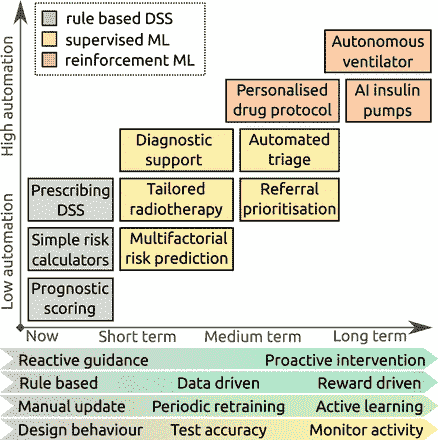 rule based DSS
supervised ML
reinforcement ML
High automation
Low automation
Autonomous
ventilator
Personalised
drug protocol
AI insulin
pumps
Diagnostic
support
Automated
triage
Prescribing
DSS
Tailored
radiotherapy
Referral
prioritisation
Simple risk
calculators
Multifactorial
risk prediction
Prognostic
scoring
Now Short term Medium term Long term
Reactive guidance Proactive intervention
Rule based Data driven Reward driven
Manual update Periodic retraining Active learning
Design behaviour Test accuracy Monitor activity